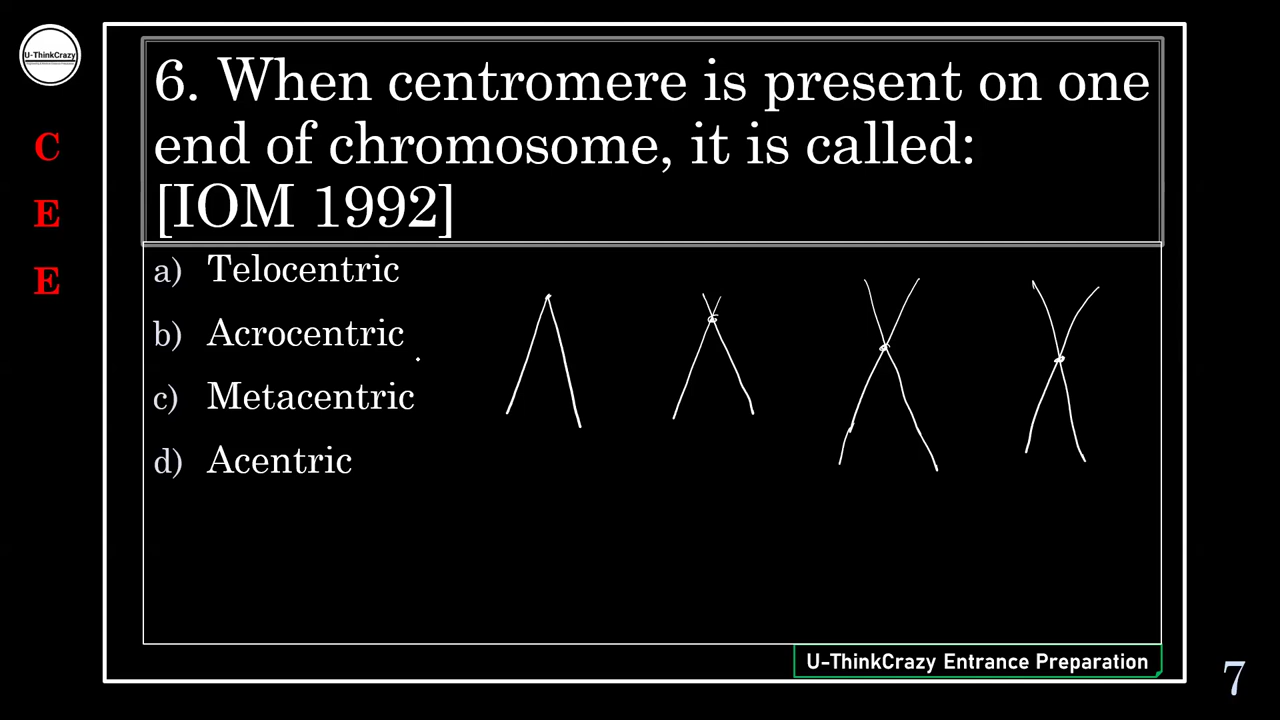 U-ThinkCrazy
C
E
E
6. When centromere is present on one
end of chromosome, it is called:
[IOM 1992]
a) Telocentric
b) Acrocentric
c) Metacentric
d) Acentric
U-ThinkCrazy Entrance Preparation
7